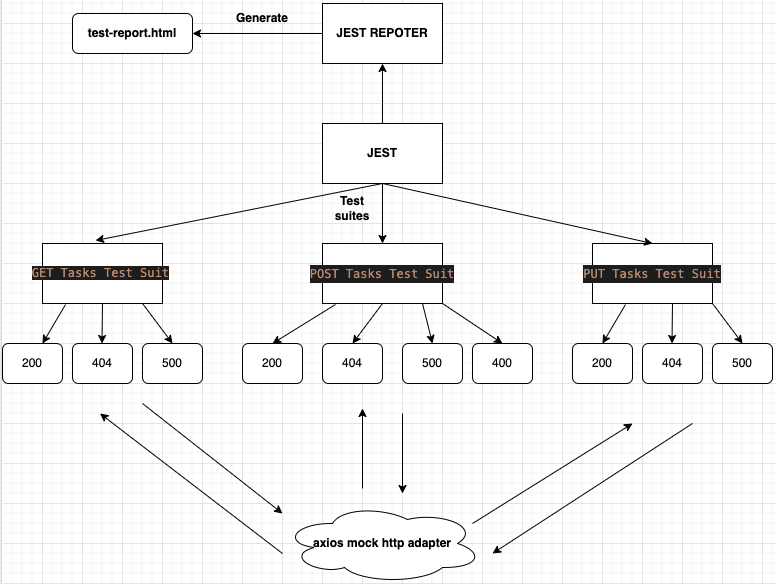 Generate
test-report.html
JEST REPOTER
JEST
Test
suites
GET Tasks Test Suit
POST Tasks Test Suit
PUT Tasks Test Suit
200
404
500
200
404
500
400
200
404
500
axios mock http adapter